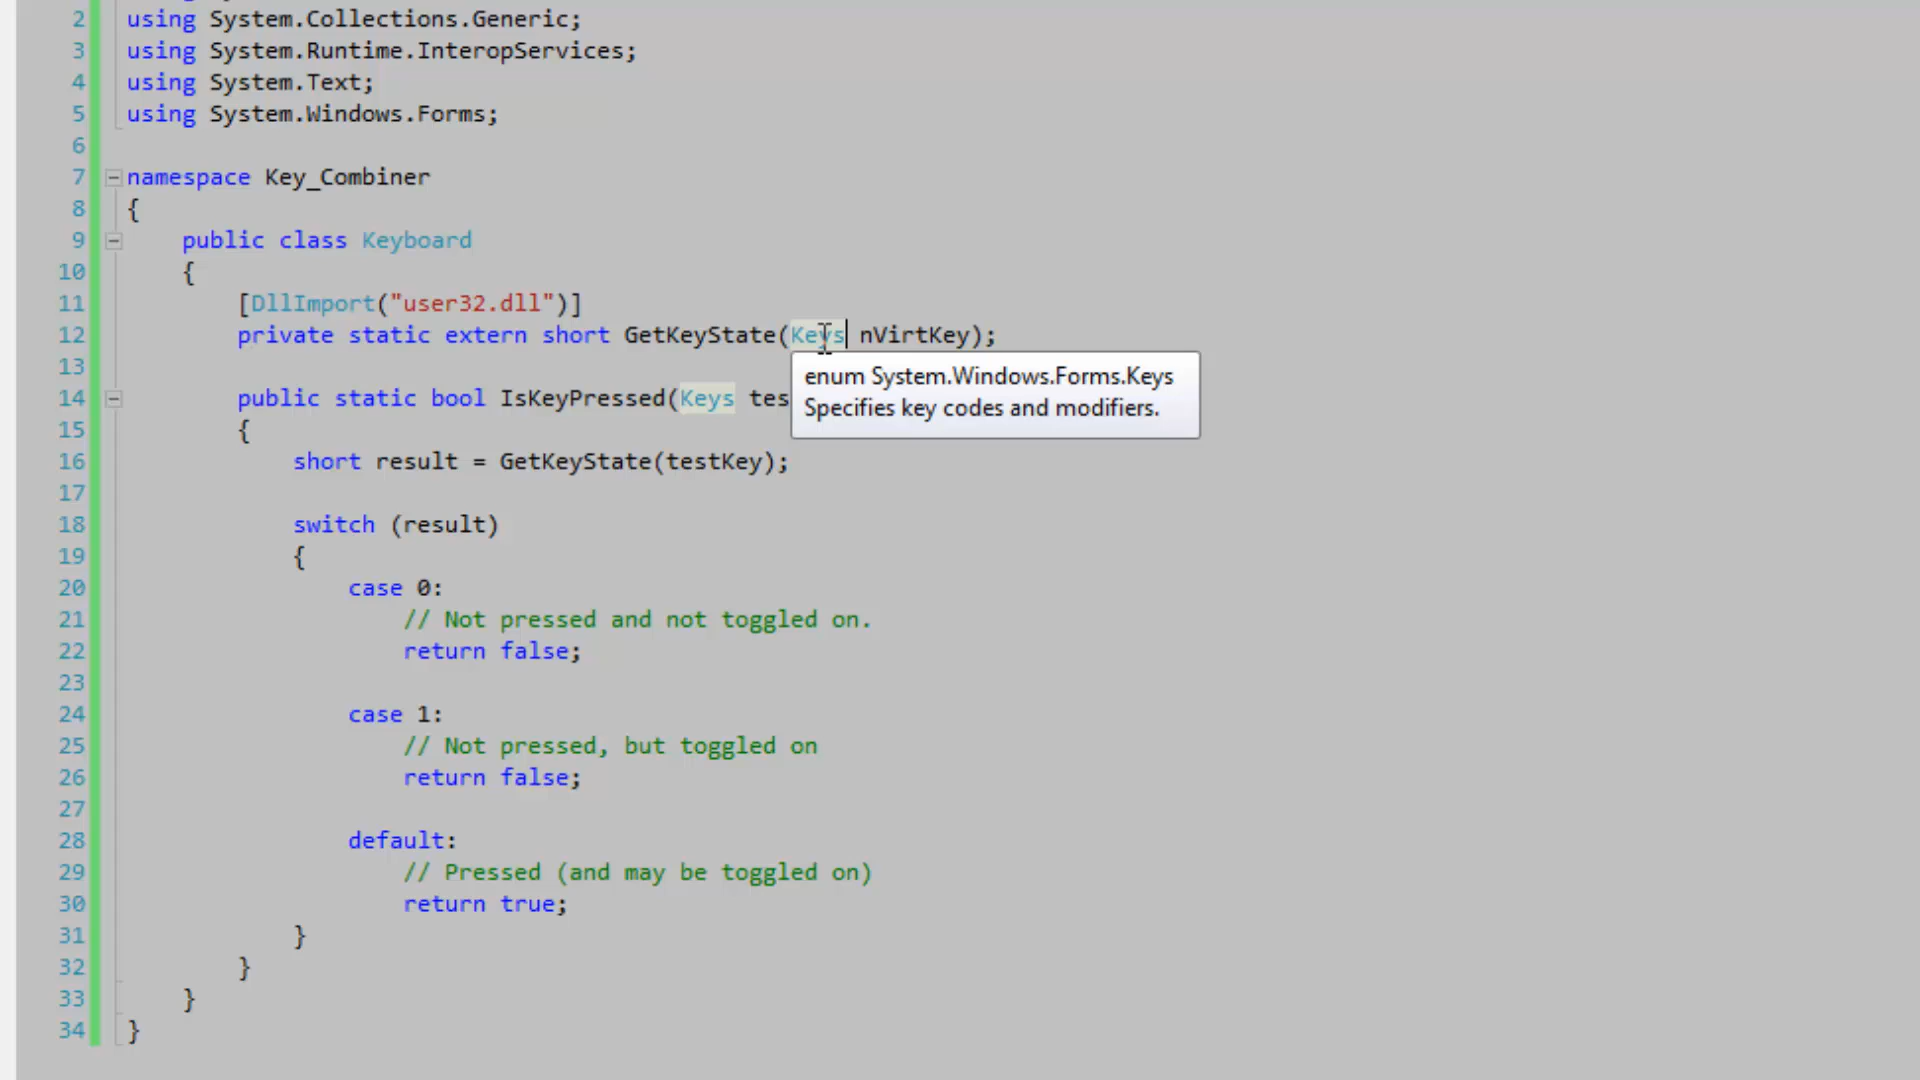 2 using System.Collections.Generic;
3 using System.Runtime.InteropServices;
4 using System.Text;
5 using System.Windows.Forms;
6
7 namespace Key_Combiner
8 {
9 public class Keyboard
10 {
11 [DllImport("user32.dll")]
12 private static extern short GetKeyState(Keys nVirtKey);
13
enum System.Windows.Forms.Keys
14 public static bool IsKeyPressed(Keys tes
Specifies key codes and modifiers.
15 {
16 short result = GetKeyState(testKey);
17
18 switch (result)
19 {
20 case 0:
21 // Not pressed and not toggled on.
22 return false;
23
24 case 1:
25 // Not pressed, but toggled on
26 return false;
27
28 default:
29 // Pressed (and may be toggled on)
30 return true;
31 }
32 }
33 }
34 }